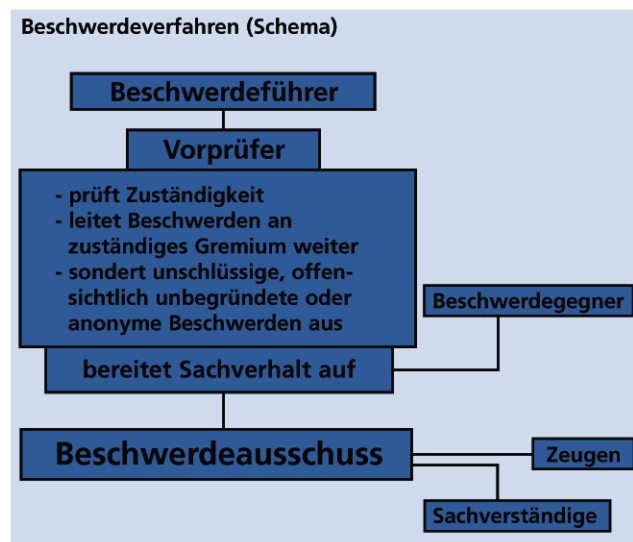 Beschwerdeverfahren (Schema)
Beschwerdeführer
Vorprüfer
- prüft Zuständigkeit
- leitet Beschwerden an
zuständiges Gremium weiter
- sondert unschlüssige, offen-
sichtlich unbegründete oder
anonyme Beschwerden aus
Beschwerdegegner
bereitet Sachverhalt auf
Beschwerdeausschuss
Zeugen
Sachverständige